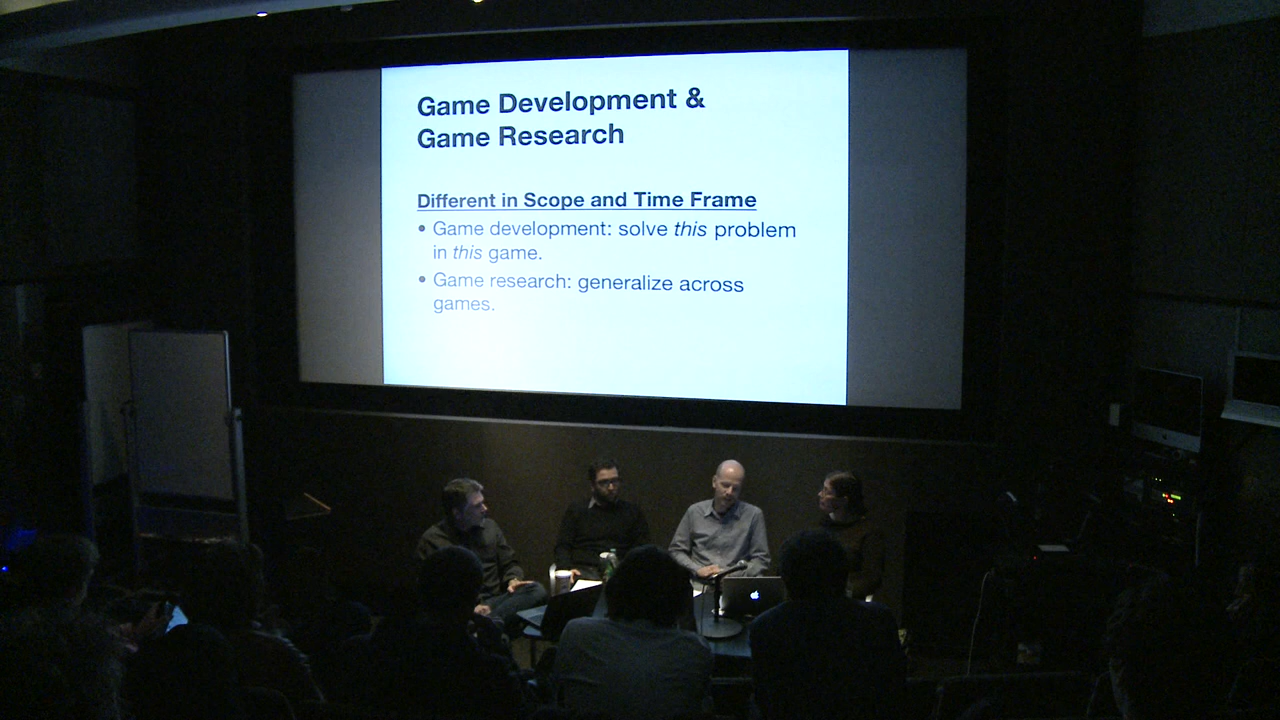 Game Development &
Game Research
Different in Scope and Time Frame
• Game development: solve this problem
in this game.
• Game research: generalize across
games.